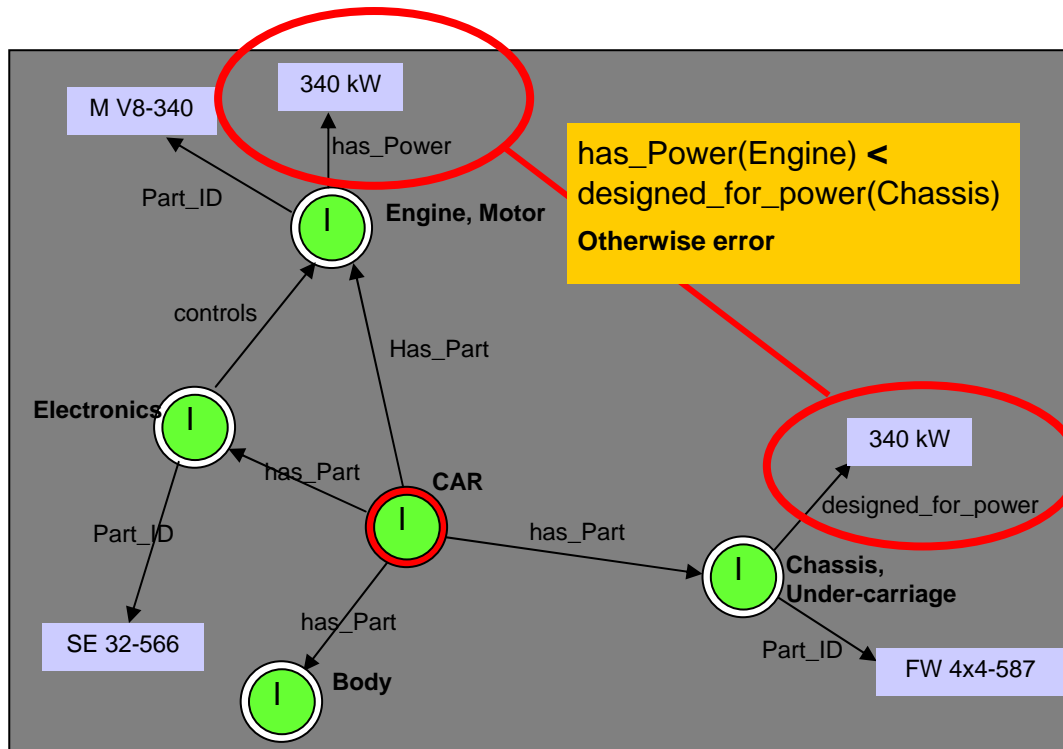 340 kW
M V8-340
has_Power
Part_ID
Engine, Motor
I
has_Power(Engine) <
designed_for_power(Chassis)
Otherwise error
controls
Has_Part
Electronics
I
340 kW
has_Part
CAR
I
designed_for_power
Part_ID
has_Part
I
Chassis,
Under-carriage
has_Part
SE 32-566
Part_ID
FW 4x4-587
I
Body